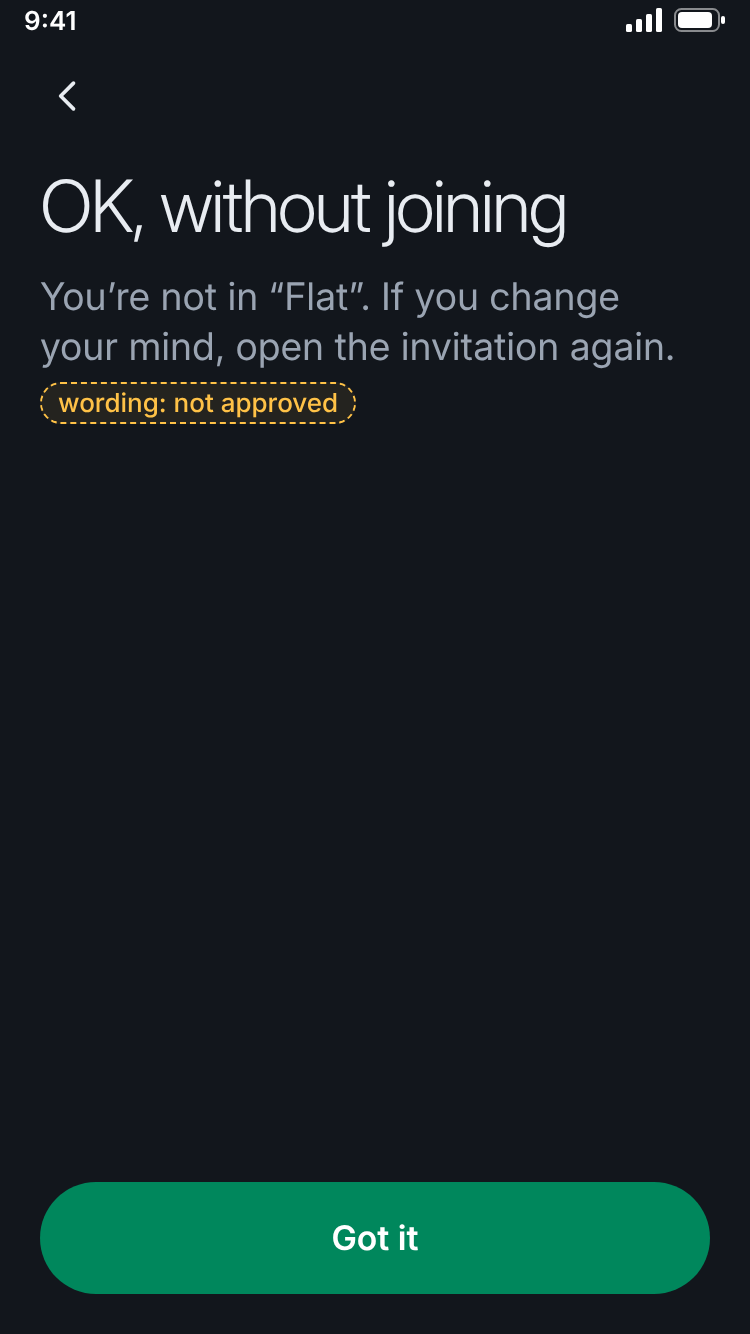 9:41
OK, without joining
You’re not in “Flat”. If you change
your mind, open the invitation again.
wording: not approved
Got it